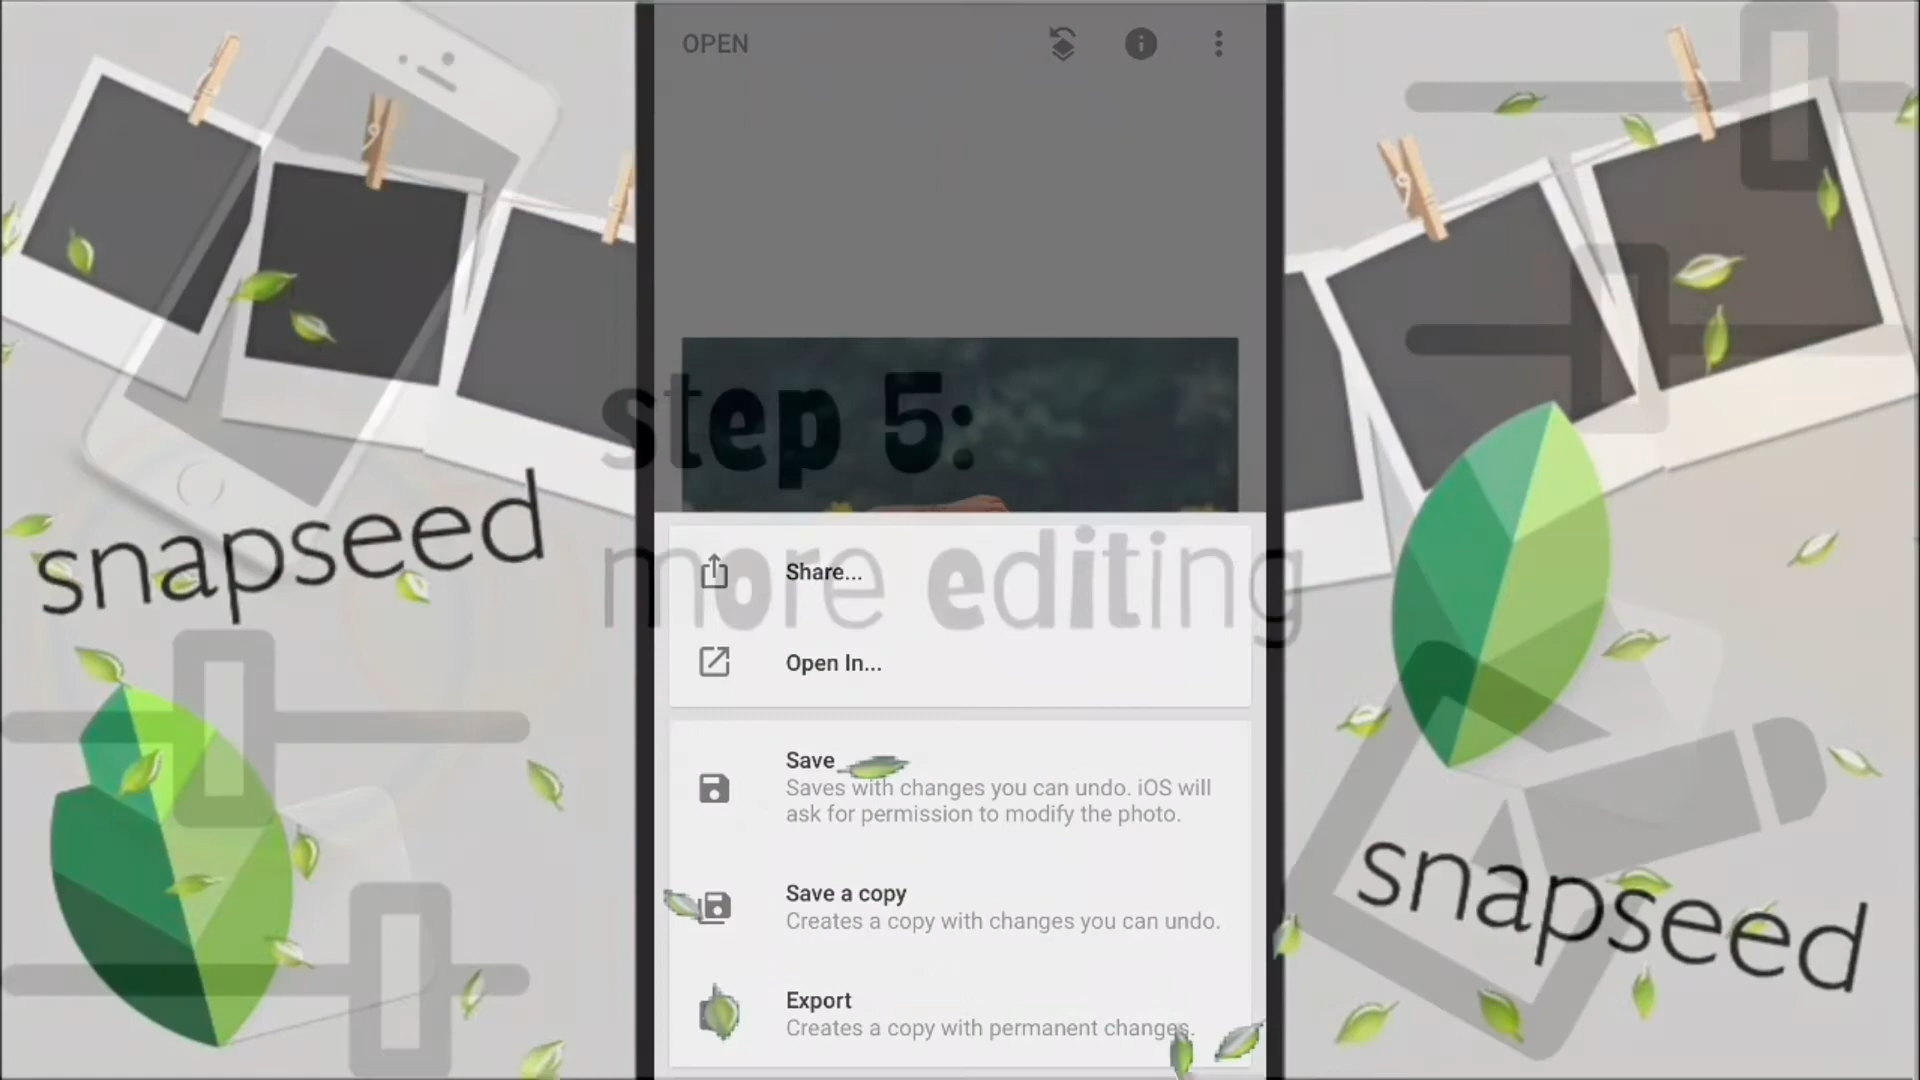 OPEN
step 5:
more editing
Share...
Open In...
Save
Saves with changes you can undo. iOS will
ask for permission to modify the photo.
Save a copy
Creates a copy with changes you can undo.
Export
Creates a copy with permanent changes.
snapseed
snapseed